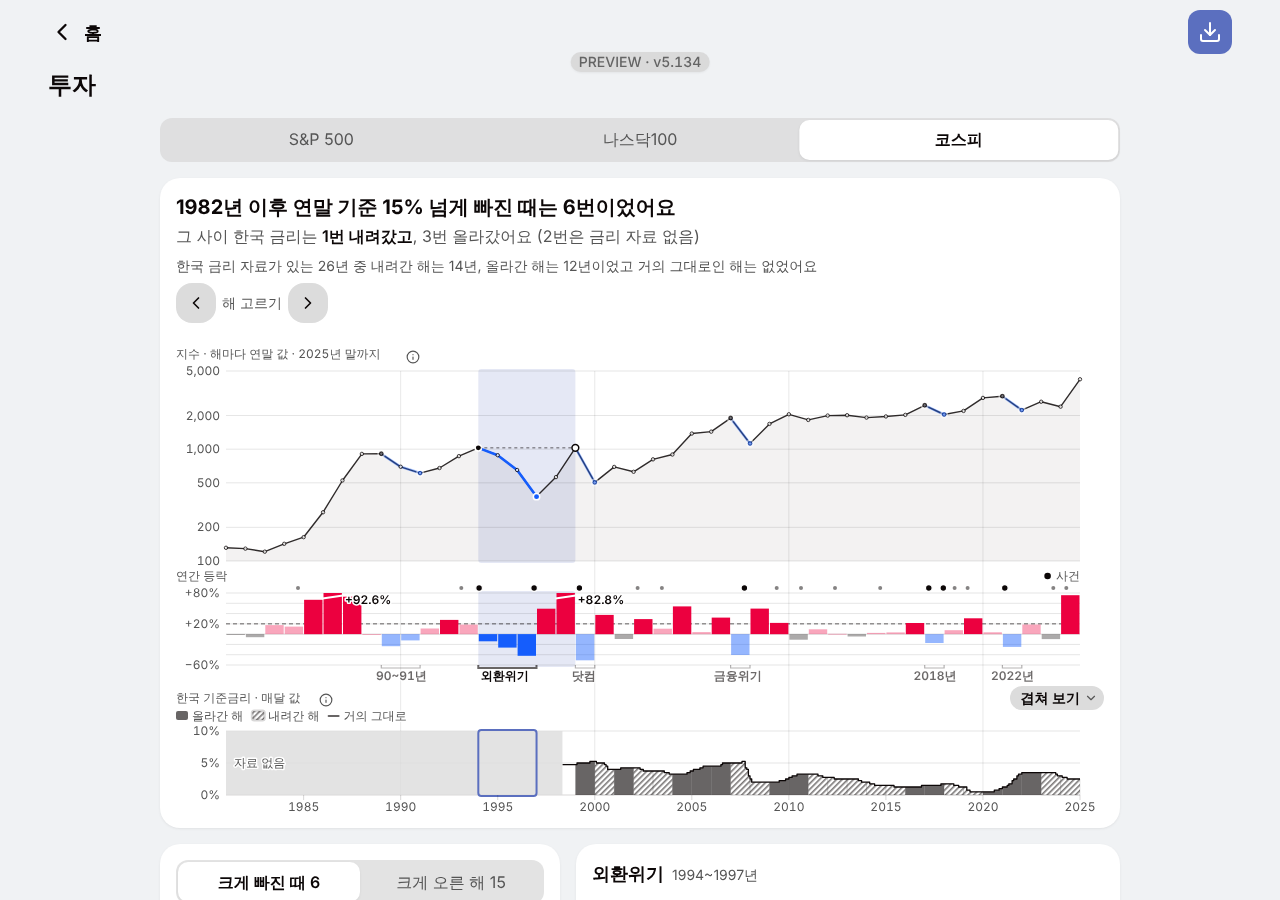 홈
PREVIEW · v5.134
투자
S&P 500
나스닥100
코스피
1982년 이후 연말 기준 15% 넘게 빠진 때는 6번이었어요
그 사이 한국 금리는 1번 내려갔고, 3번 올라갔어요 (2번은 금리 자료 없음)
한국 금리 자료가 있는 26년 중 내려간 해는 14년, 올라간 해는 12년이었고 거의 그대로인 해는 없었어요
해 고르기
지수 · 해마다 연말 값 · 2025년 말까지
5,000
2,000
1,000
500
200
100
연간 등락
사건
+80%
+92.6%
+82.8%
+20%
−60%
90~91년
외환위기
닷컴
금융위기
2018년
2022년
한국 기준금리 · 매달 값
겹쳐 보기
올라간 해
내려간 해
거의 그대로
10%
5%
자료 없음
0%
1985
1990
1995
2000
2005
2010
2015
2020
2025
크게 빠진 때 6
크게 오른 해 15
외환위기 1994~1997년